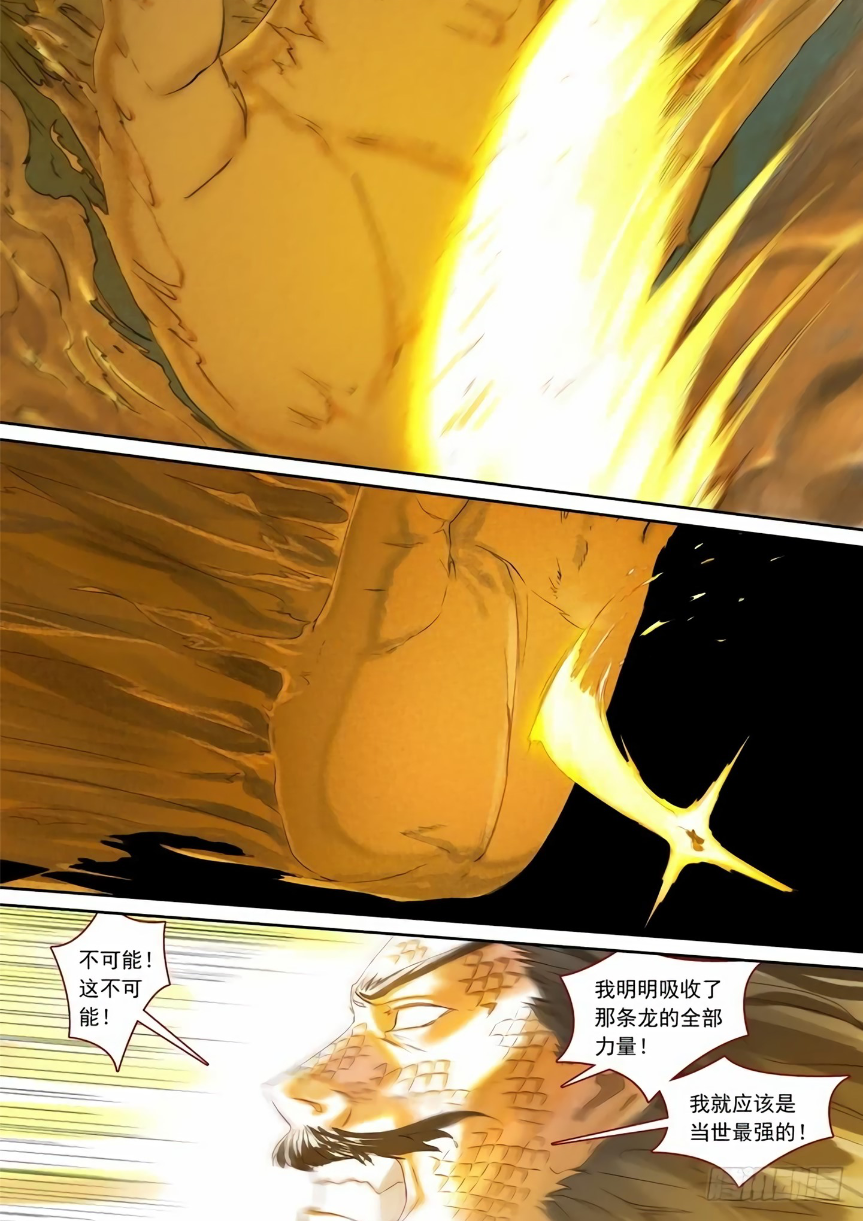 不可能！
这不可
能！
我明明吸收了
那条龙的全部
力量！
我就应该是
当世最强的！